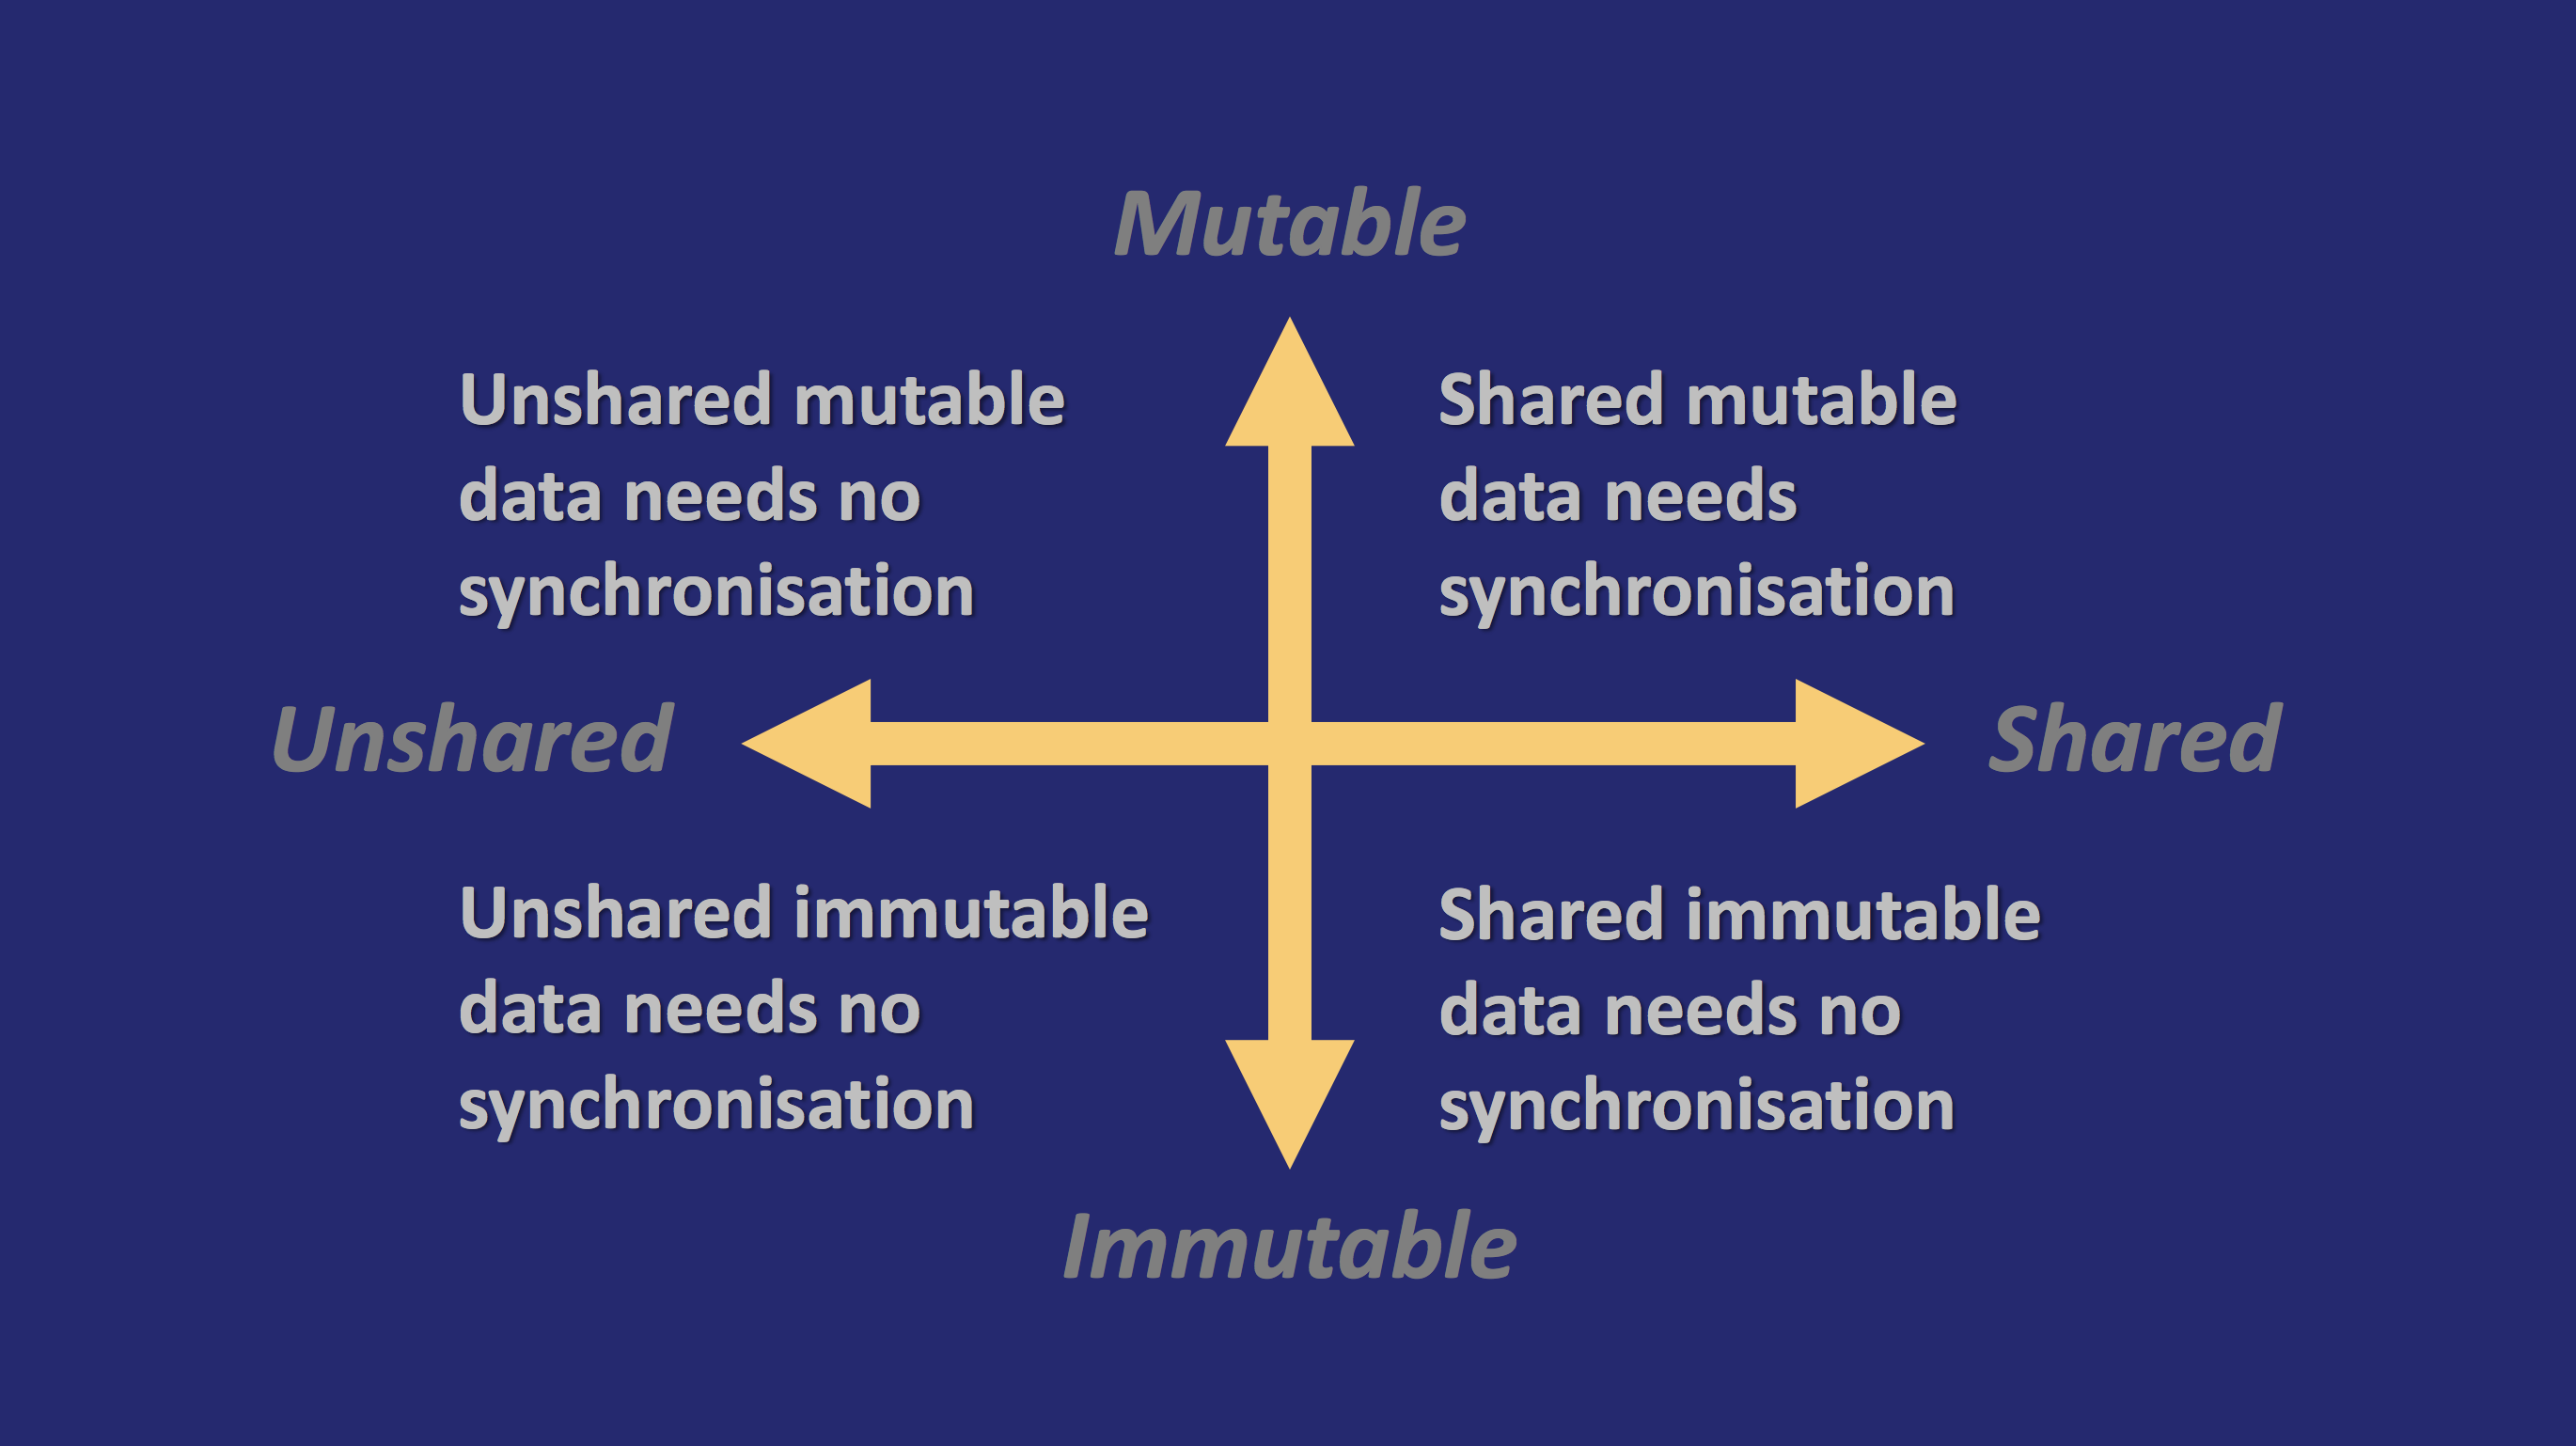 Mutable
Unshared mutable
data needs no
synchronisation
Shared mutable
data needs
synchronisation
Unshared
Shared
Unshared immutable
data needs no
synchronisation
Shared immutable
data needs no
synchronisation
Immutable